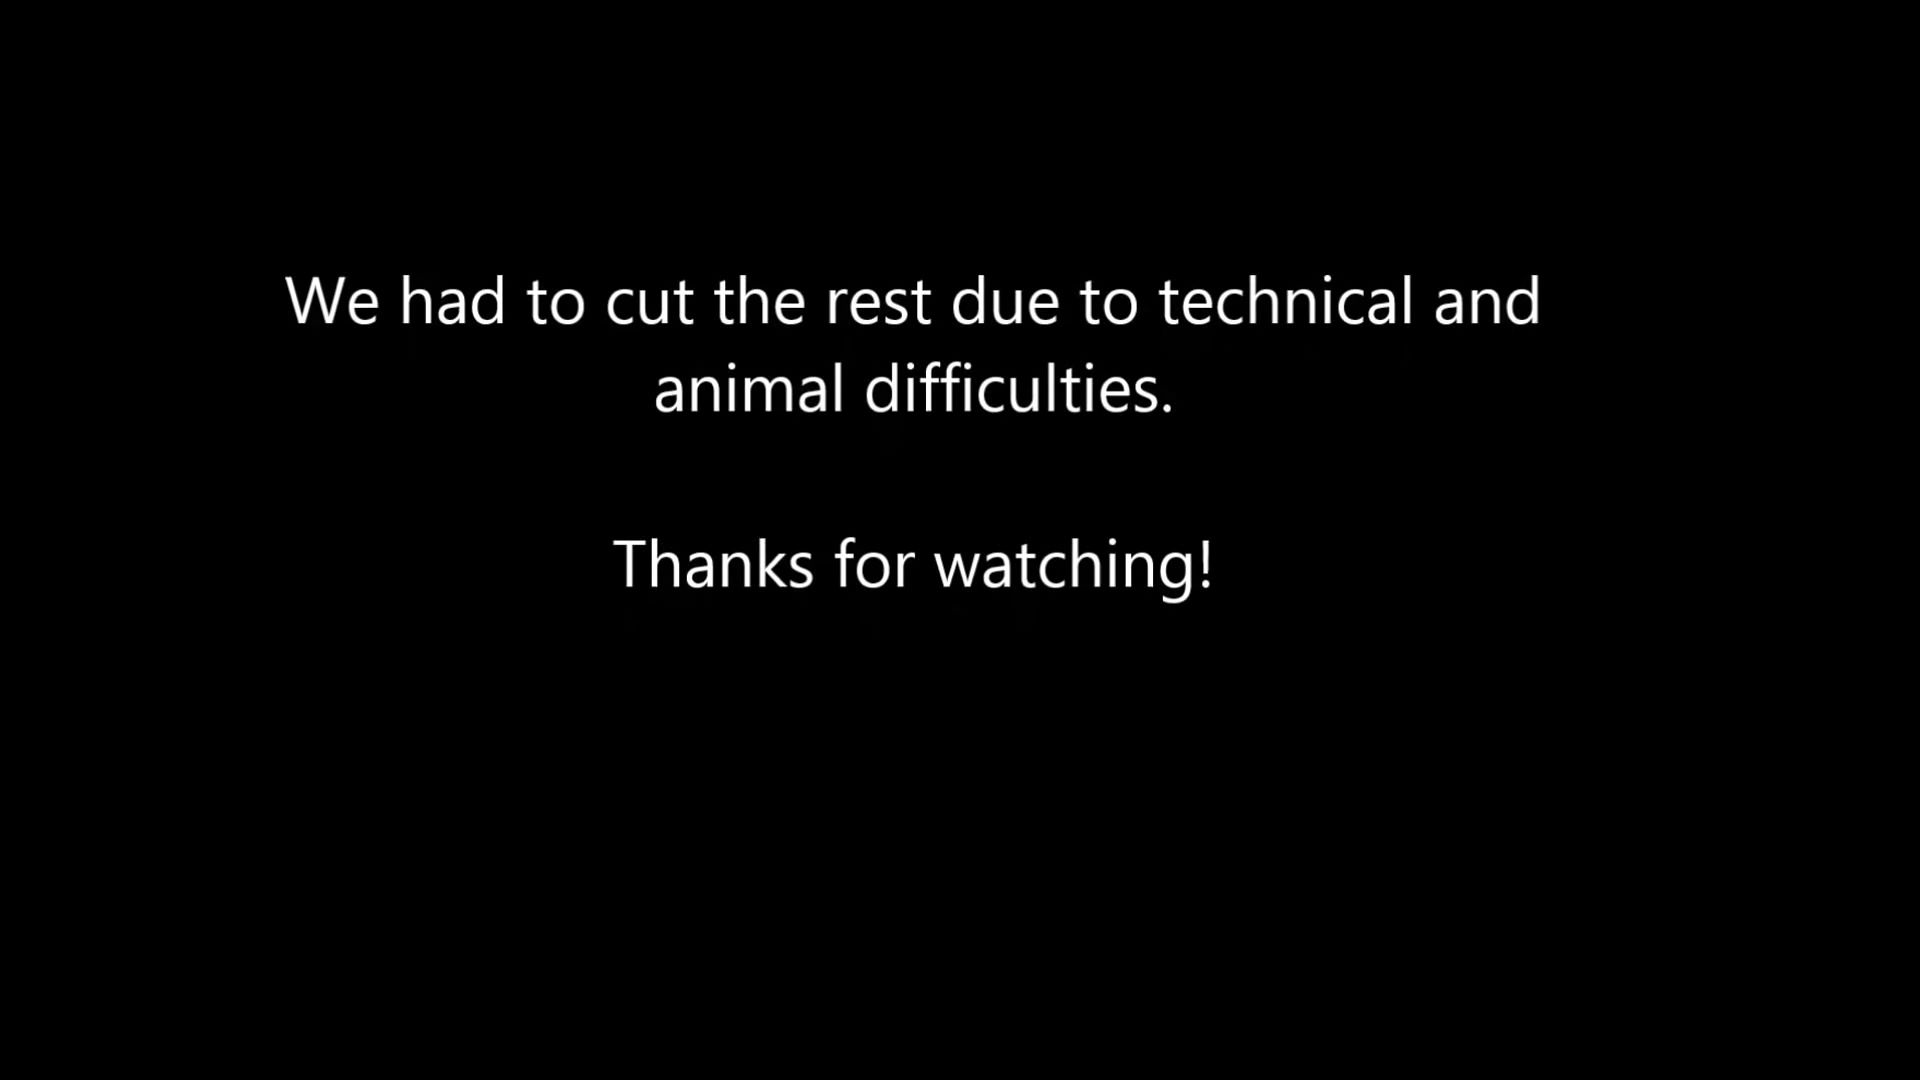 We had to cut the rest due to technical and
animal difficulties.
Thanks for watching!